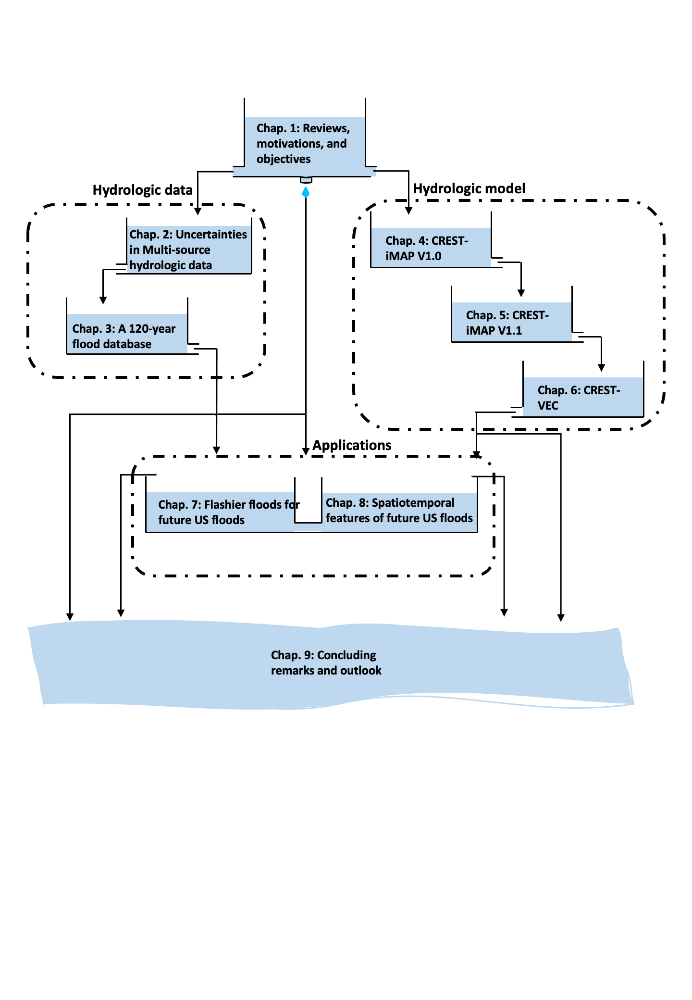 Chap. 1: Reviews,
motivations, and
objectives
Hydrologic data
Hydrologic model
Chap. 2: Uncertainties
in Multi-source
hydrologic data
Chap. 3: A 120-year
flood database
Chap. 4: CREST-
iMAP V1.0
Chap. 5: CREST-
iMAP V1.1
Chap. 6: CREST-
VEC
Applications
Chap. 7: Flashier floods for
future US floods
Chap. 8: Spatiotemporal
features of future US floods
Chap. 9: Concluding
remarks and outlook